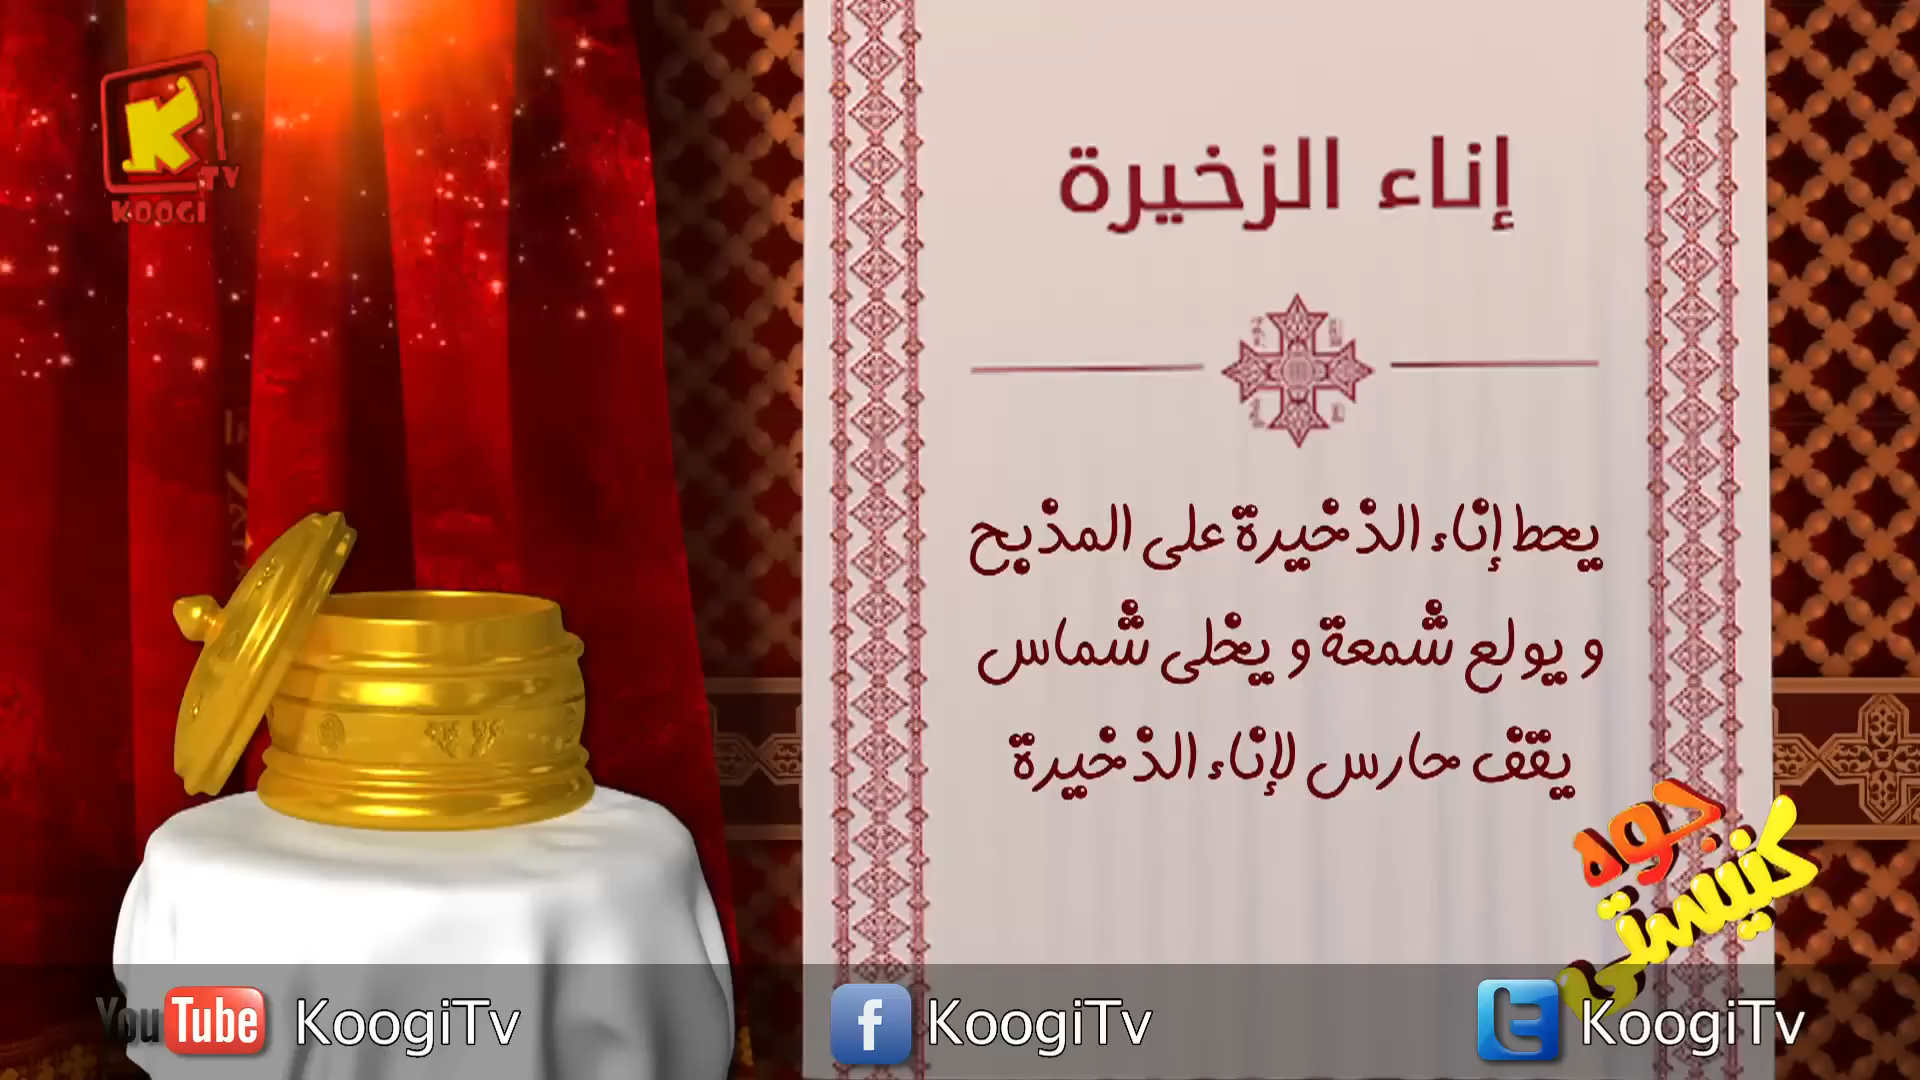 K
TV
KOOGI
إناء الزخيرة
يحط إناء الذخيرة على المذبح
و يولع شمعة و يخلى شماس
يقف حارس لإناء الذخيرة
جوه
كنيستى
YouTube KoogiTv
f KoogiTv
t KoogiTv